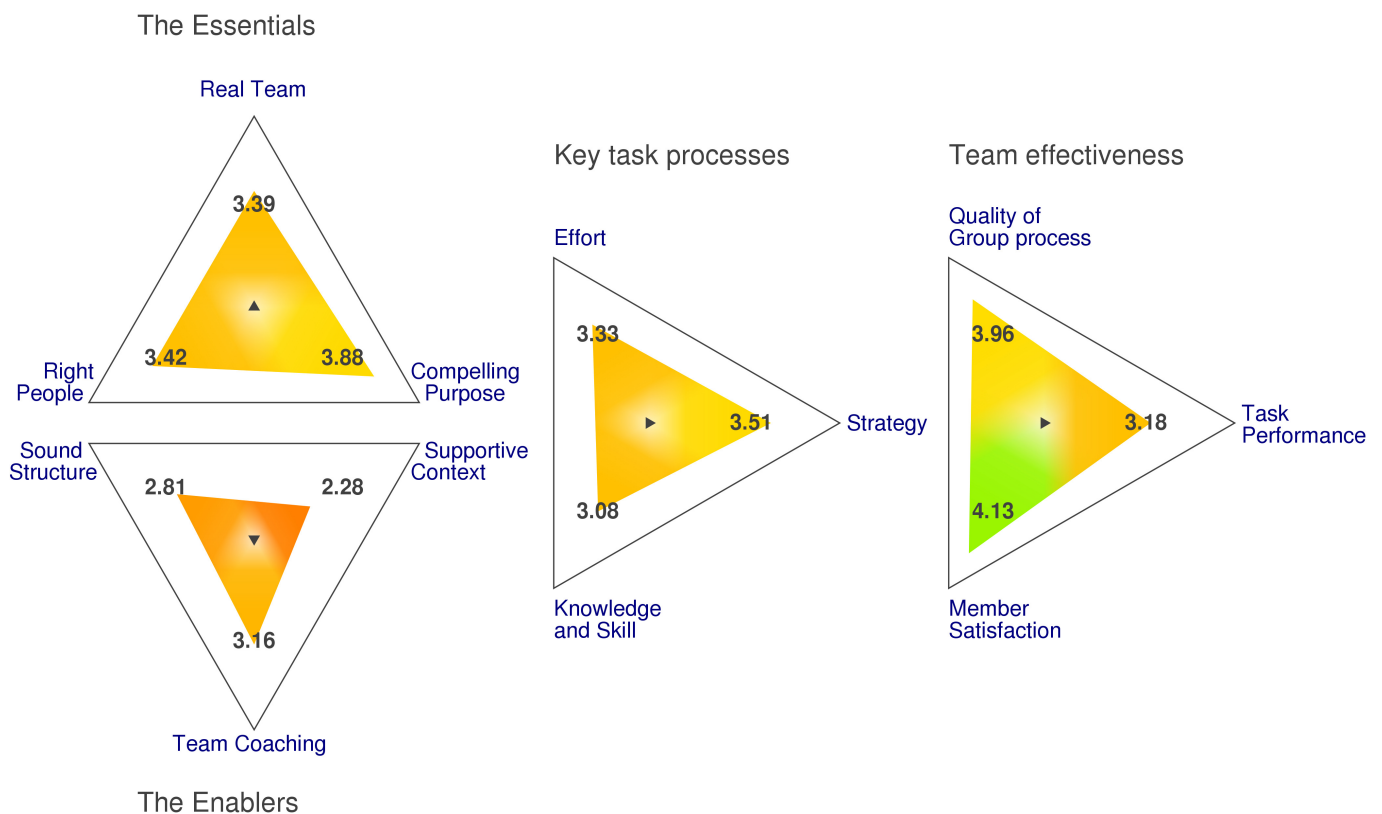 The Essentials
Real Team
3.39
3.42
3.88
Right
People
Compelling
Purpose
Sound
Structure
Supportive
Context
2.81
2.28
3.16
Team Coaching
The Enablers
Key task processes
Effort
3.33
3.51
Strategy
3.08
Knowledge
and Skill
Team effectiveness
Quality of
Group process
3.96
3.18
Task
Performance
4.13
Member
Satisfaction